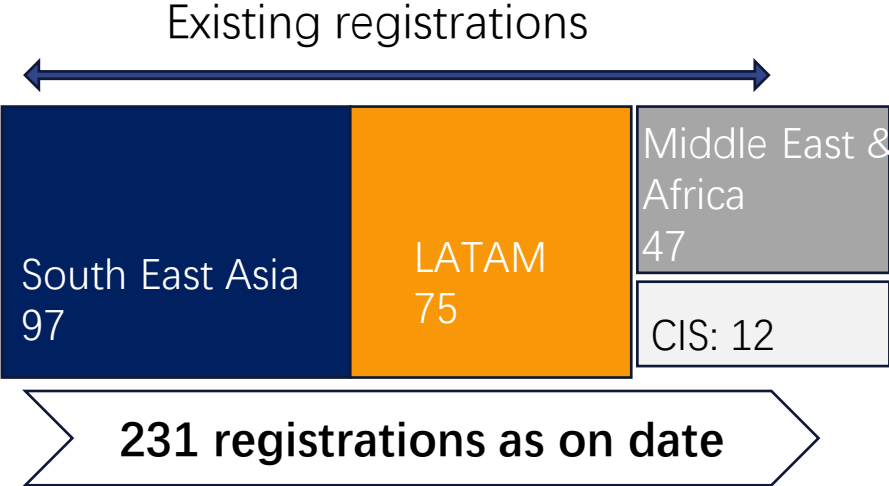 Existing registrations
South East Asia
97
LATAM
75
Middle East &
Africa
47
CIS: 12
231 registrations as on date